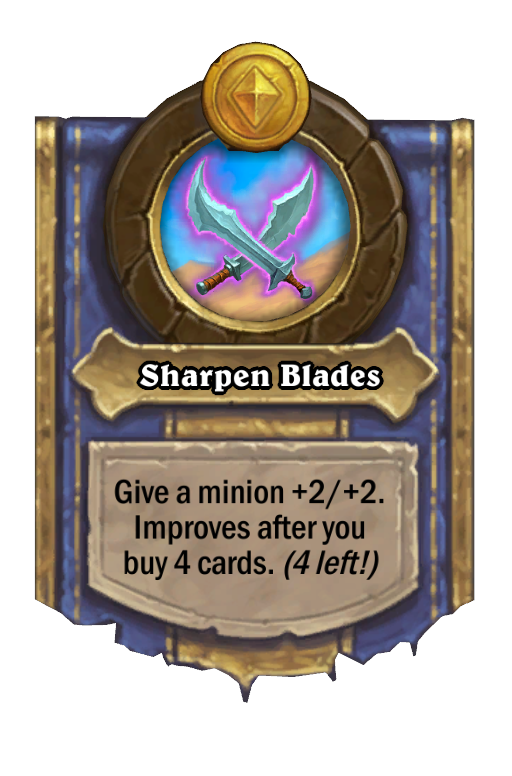 Sharpen Blades
Give a minion +2/+2.
Improves after you
buy 4 cards. (4 left!)